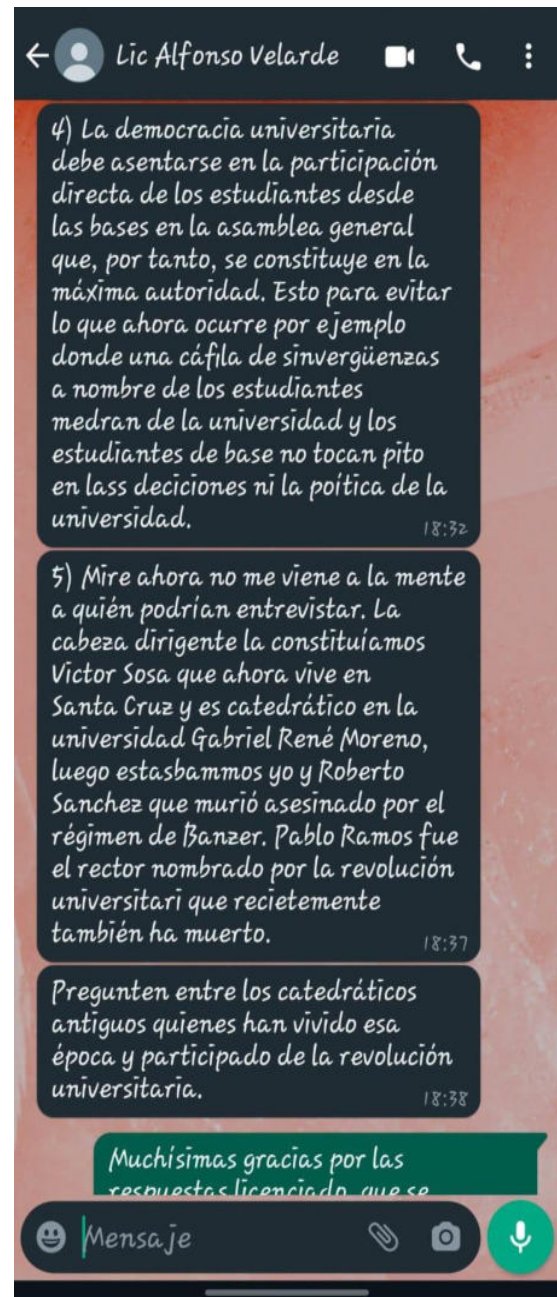 Lic Alfonso Velarde
4) La democracia universitaria
debe asentarse en la participación
directa de los estudiantes desde
las bases en la asamblea general
que, por tanto, se constituye en la
máxima autoridad. Esto para evitar
lo que ahora ocurre por ejemplo
donde una cáfila de sinvergüenzas
a nombre de los estudiantes
medran de la universidad y los
estudiantes de base no tocan pito
en lass deciciones ni la poítica de la
universidad.
18:32
5) Mire ahora no me viene a la mente
a quién podrían entrevistar. La
cabeza dirigente la constituíamos
Victor Sosa que ahora vive en
Santa Cruz y es catedrático en la
universidad Gabriel René Moreno,
luego estasbammos yo y Roberto
Sanchez que murió asesinado por el
régimen de Banzer. Pablo Ramos fue
el rector nombrado por la revolución
universitari que recietemente
también ha muerto.
18:37
Pregunten entre los catedráticos
antiguos quienes han vivido esa
época y participado de la revolución
universitaria.
18:38
Muchísimas gracias por las
respuestas licenciado, que se
Mensaje